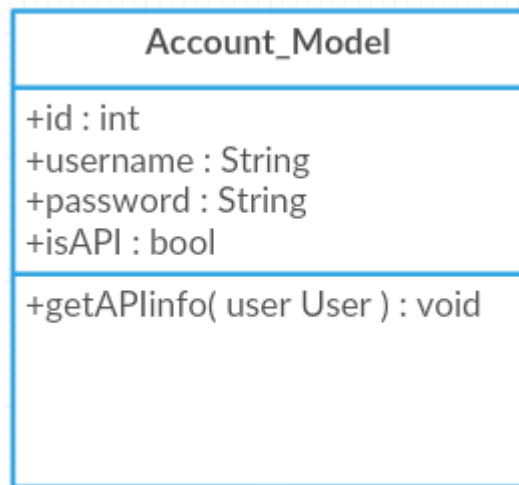 Account_Model
+id : int
+username : String
+password : String
+isAPI : bool
+getAPIinfo( user User ) : void